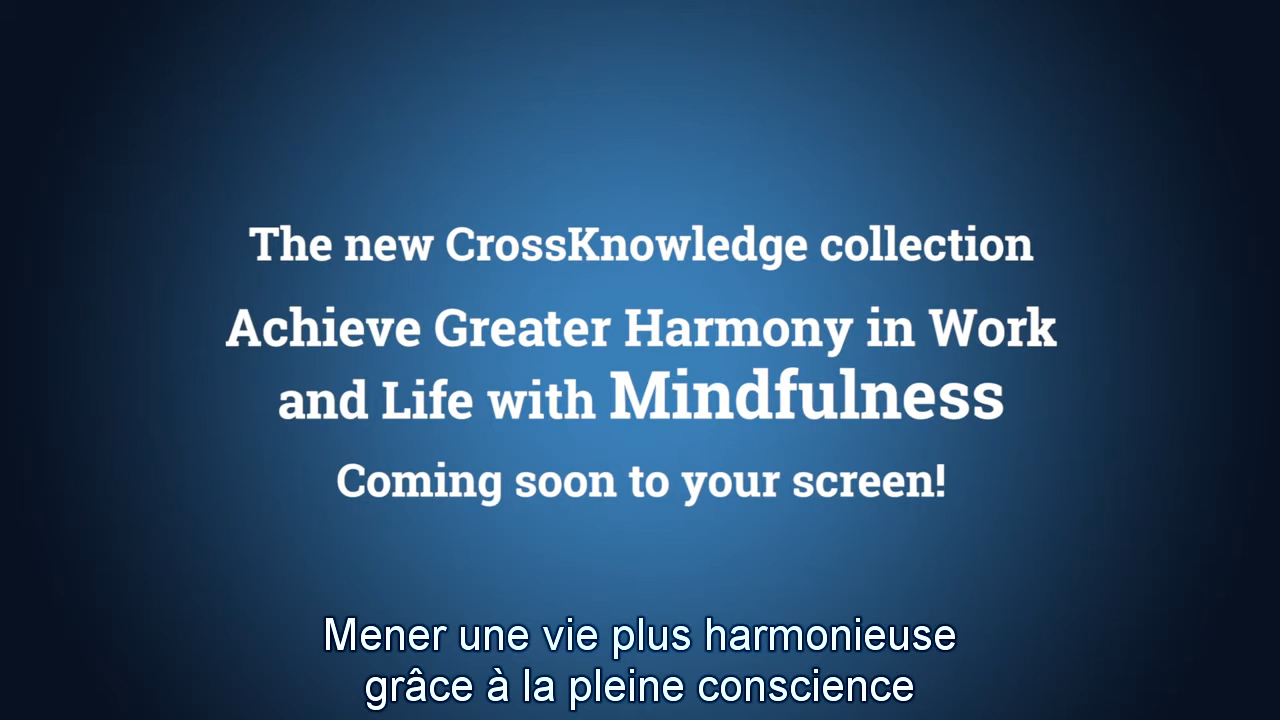 The new CrossKnowledge collection
Achieve Greater Harmony in Work
and Life with Mindfulness
Coming soon to your screen!
Mener une vie plus harmonieuse
grâce à la pleine conscience